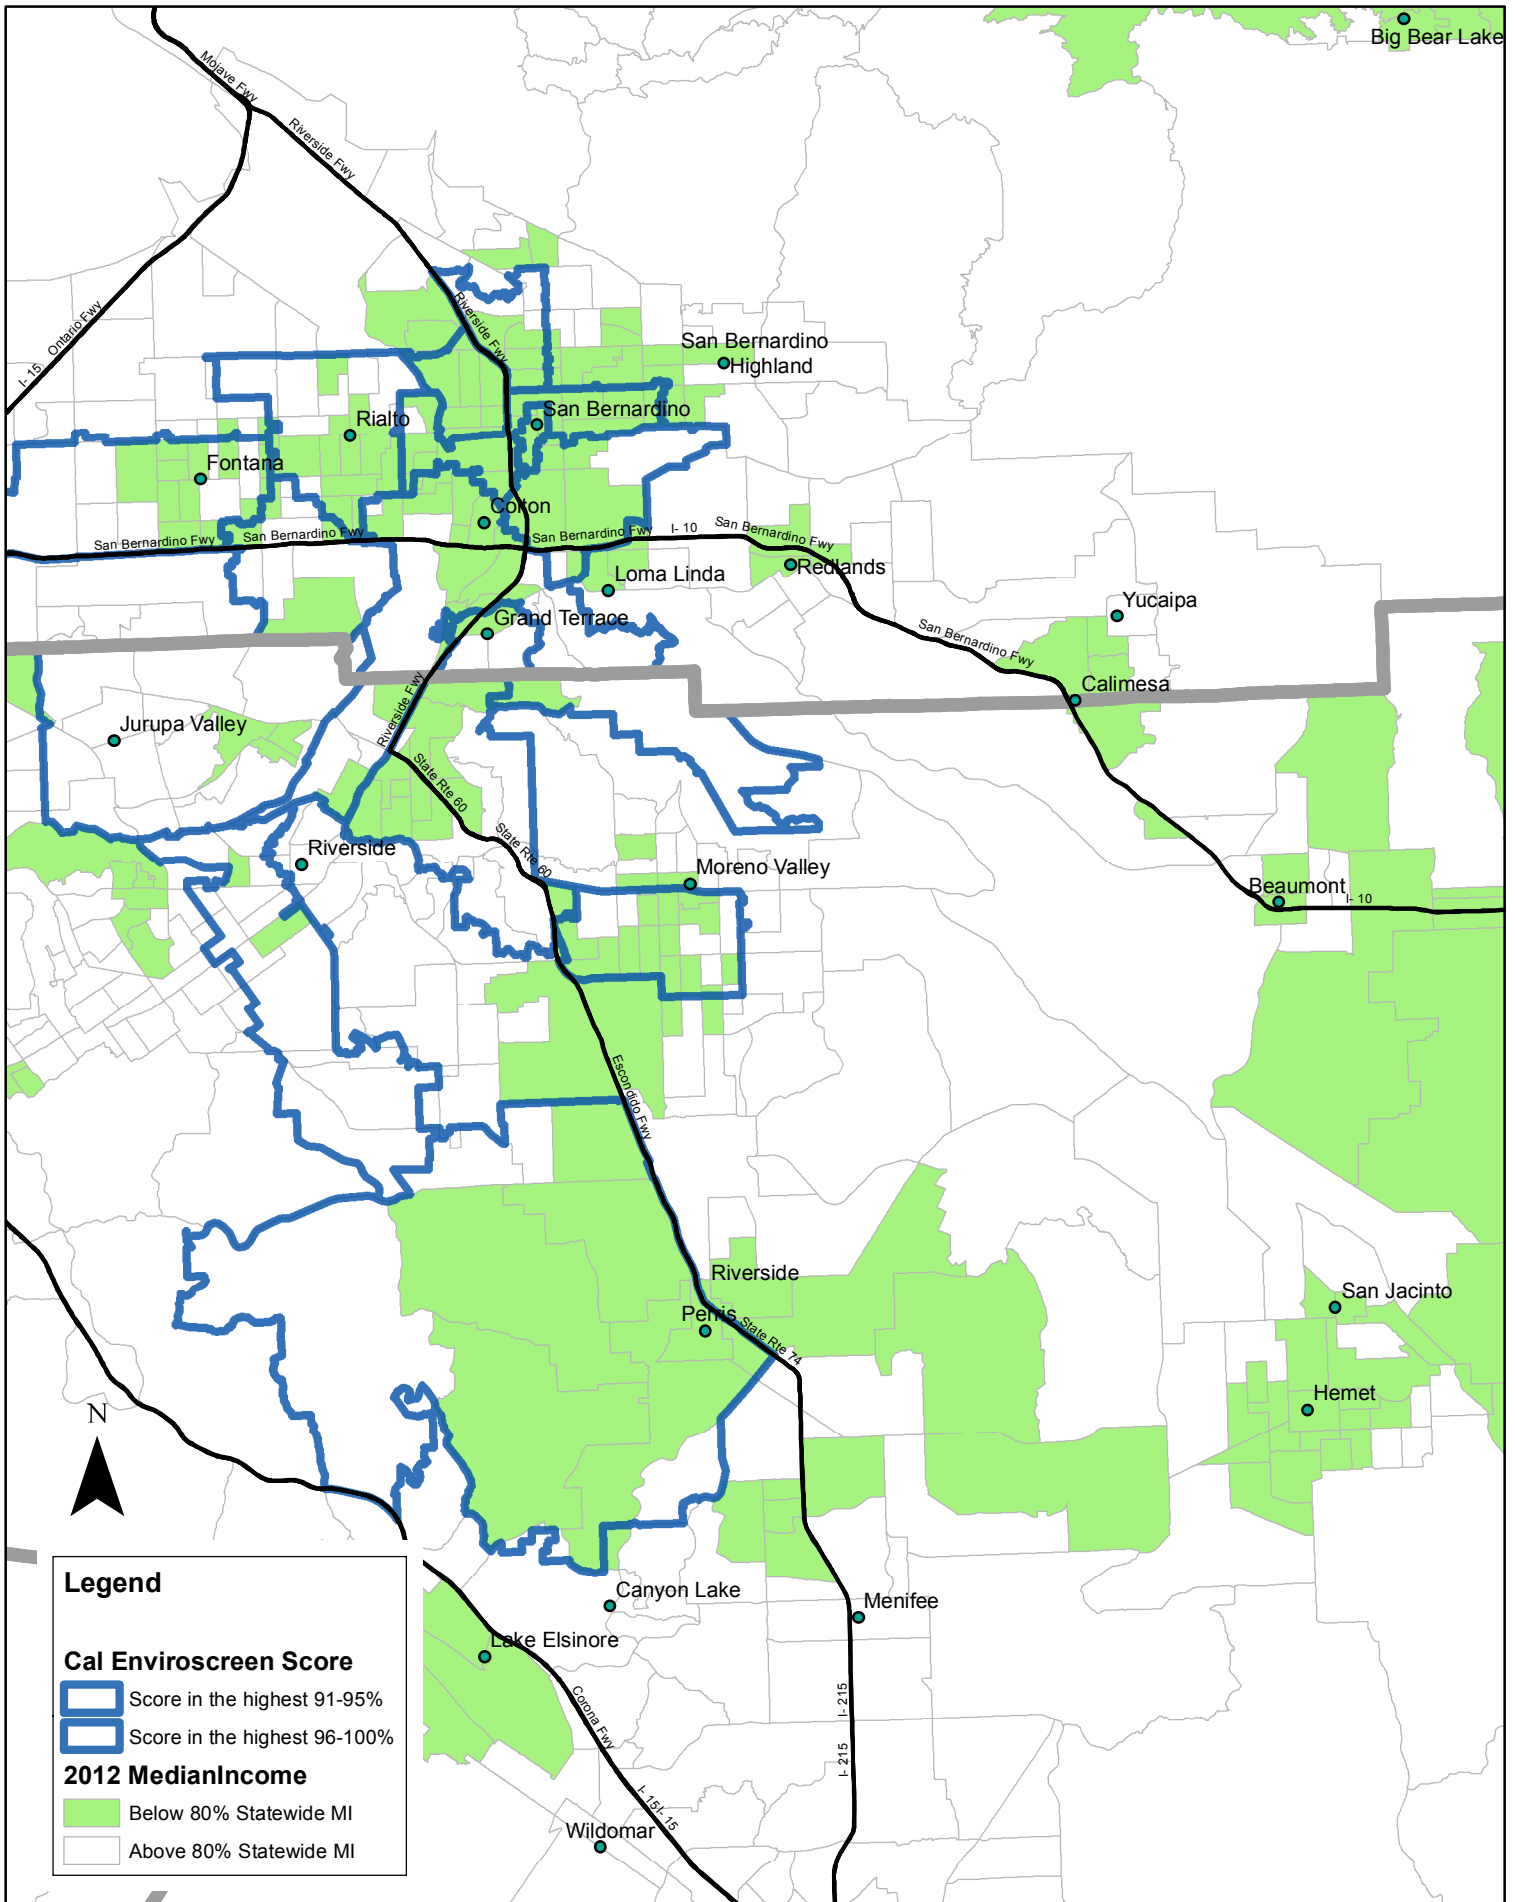 Big Bear Lake
Mojave Fwy
Riverside Fwy
I- 15
Ontario Fwy
Riverside Fwy
San Bernardino
Highland
San Bernardino
Rialto
Fontana
Colton
San Bernardino Fwy
San Bernardino Fwy
San Bernardino Fwy
I- 10
San Bernardino Fwy
Redlands
Loma Linda
Grand Terrace
Yucaipa
San Bernardino Fwy
Calimesa
Riverside Fwy
Jurupa Valley
State Rte 60
State Rte 60
Riverside
Moreno Valley
Beaumont
I- 10
Escondido Fwy
Riverside
Perris
State Rte 74
San Jacinto
Hemet
N
Canyon Lake
Menifee
Lake Elsinore
Corona Fwy
I- 215
I- 215
I- 15
I- 15
Wildomar
Legend
Cal Enviroscreen Score
Score in the highest 91-95%
Score in the highest 96-100%
2012 MedianIncome
Below 80% Statewide MI
Above 80% Statewide MI